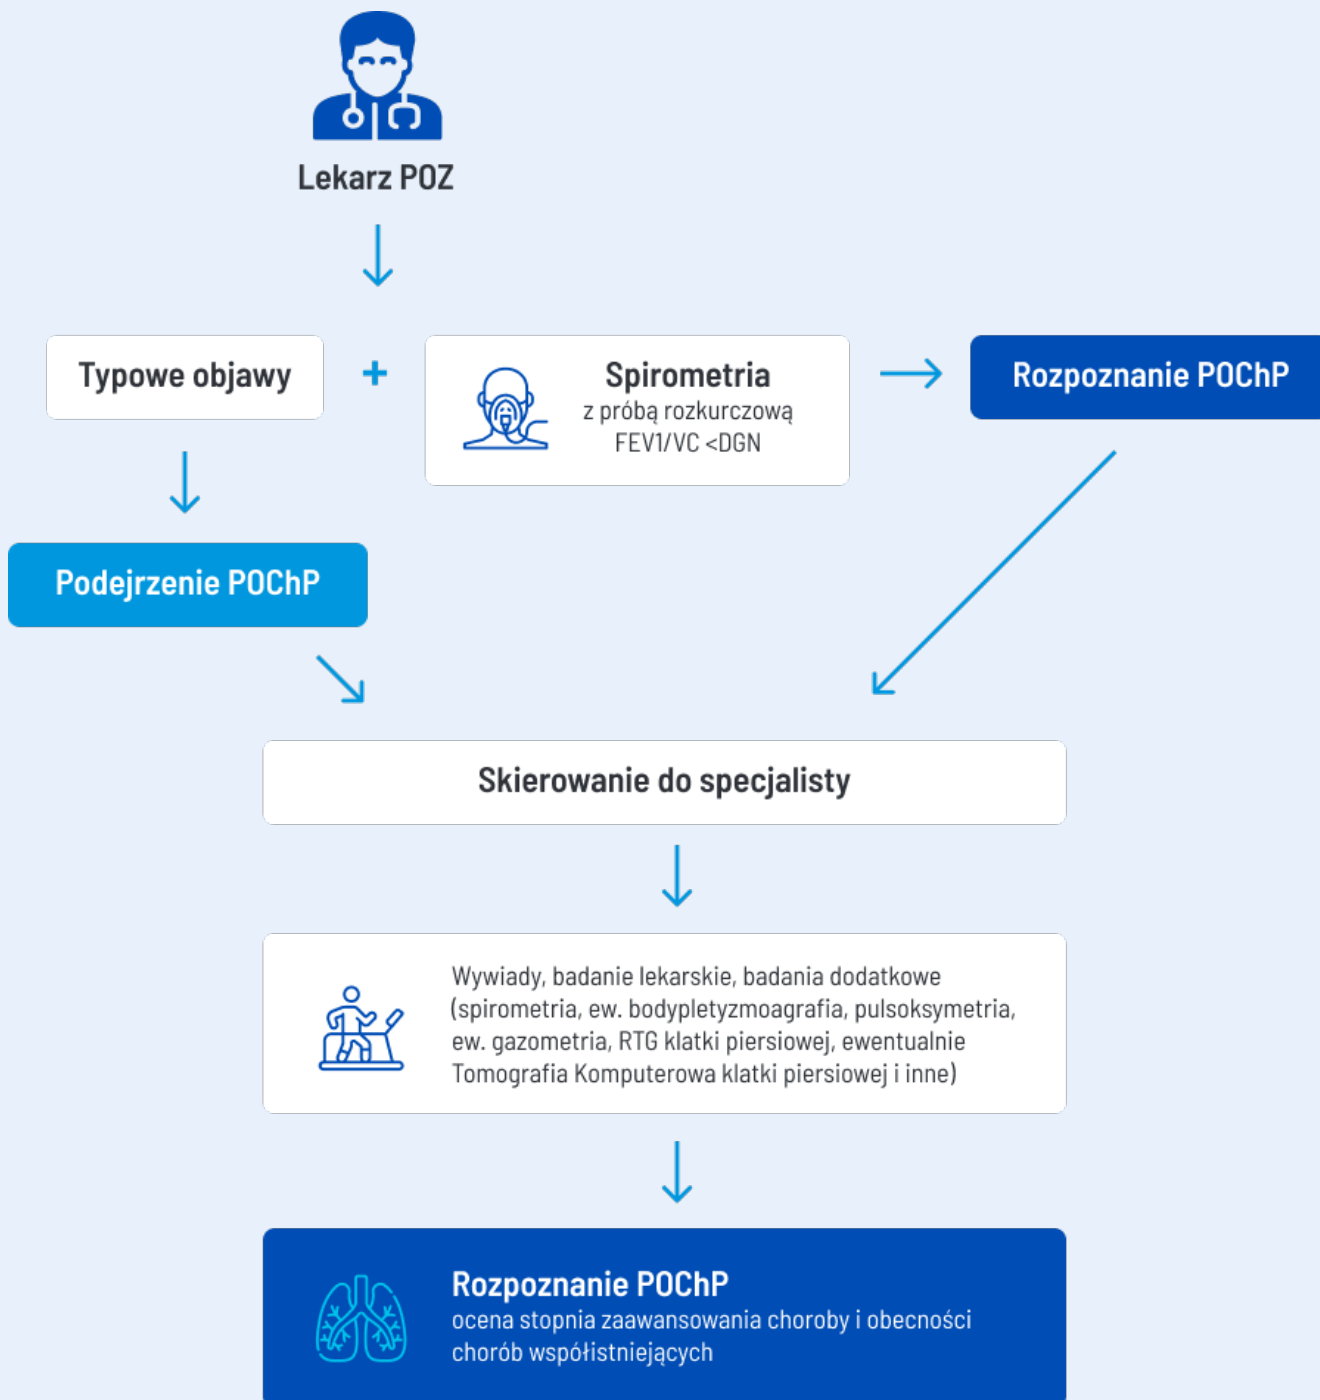 Lekarz POZ
Typowe objawy
+
Spirometria
z próbą rozkurczową
FEV1/VC <DGN
Rozpoznanie POChP
Podejrzenie POChP
Skierowanie do specjalisty
Wywiady, badanie lekarskie, badania dodatkowe
(spirometria, ew. bodypletyzmoagrafia, pulsoksymetria,
ew. gazometria, RTG klatki piersiowej, ewentualnie
Tomografia Komputerowa klatki piersiowej i inne)
Rozpoznanie POChP
ocena stopnia zaawansowania choroby i obecności
chorób współistniejących